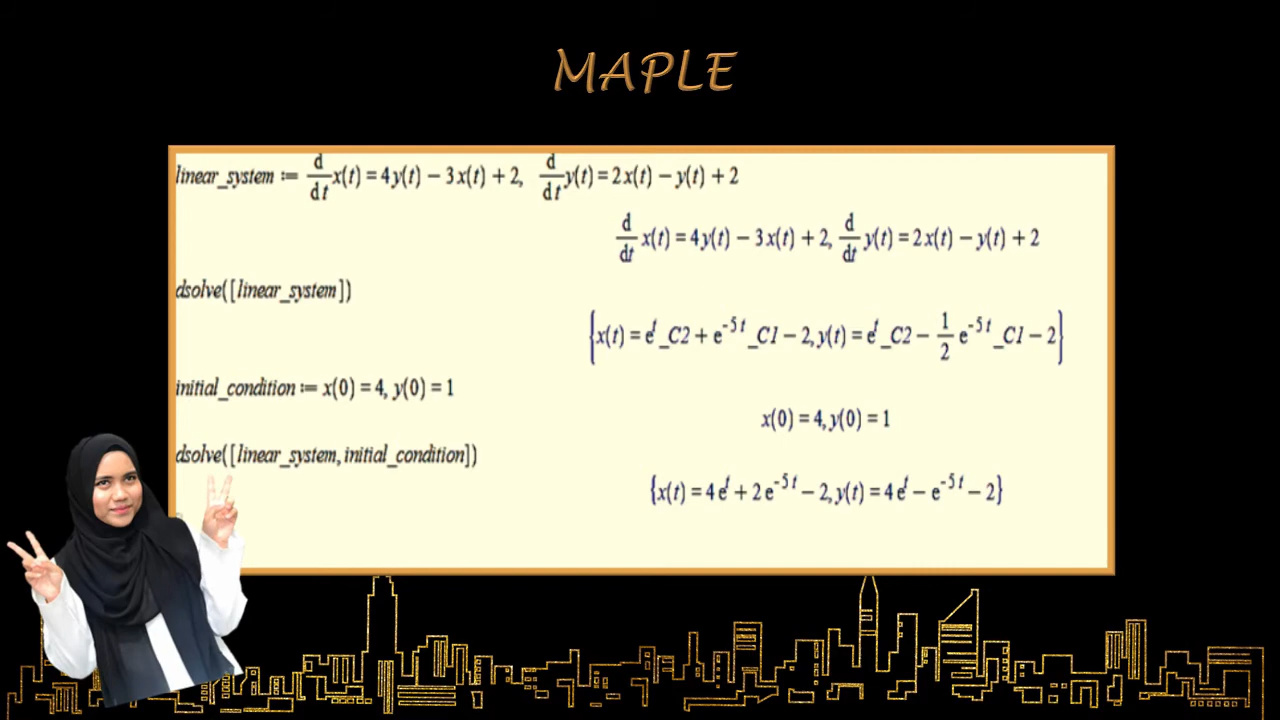 MAPLE
linear_system := d/dt x(t) = 4 y(t) − 3 x(t) + 2, d/dt y(t) = 2 x(t) − y(t) + 2
d/dt x(t) = 4 y(t) − 3 x(t) + 2, d/dt y(t) = 2 x(t) − y(t) + 2
dsolve([linear_system])
{x(t) = e^t _C2 + e^{-5 t} _C1 − 2, y(t) = e^t _C2 − 1/2 e^{-5 t} _C1 − 2}
initial_condition := x(0) = 4, y(0) = 1
x(0) = 4, y(0) = 1
dsolve([linear_system, initial_condition])
{x(t) = 4 e^t + 2 e^{-5 t} − 2, y(t) = 4 e^t − e^{-5 t} − 2}